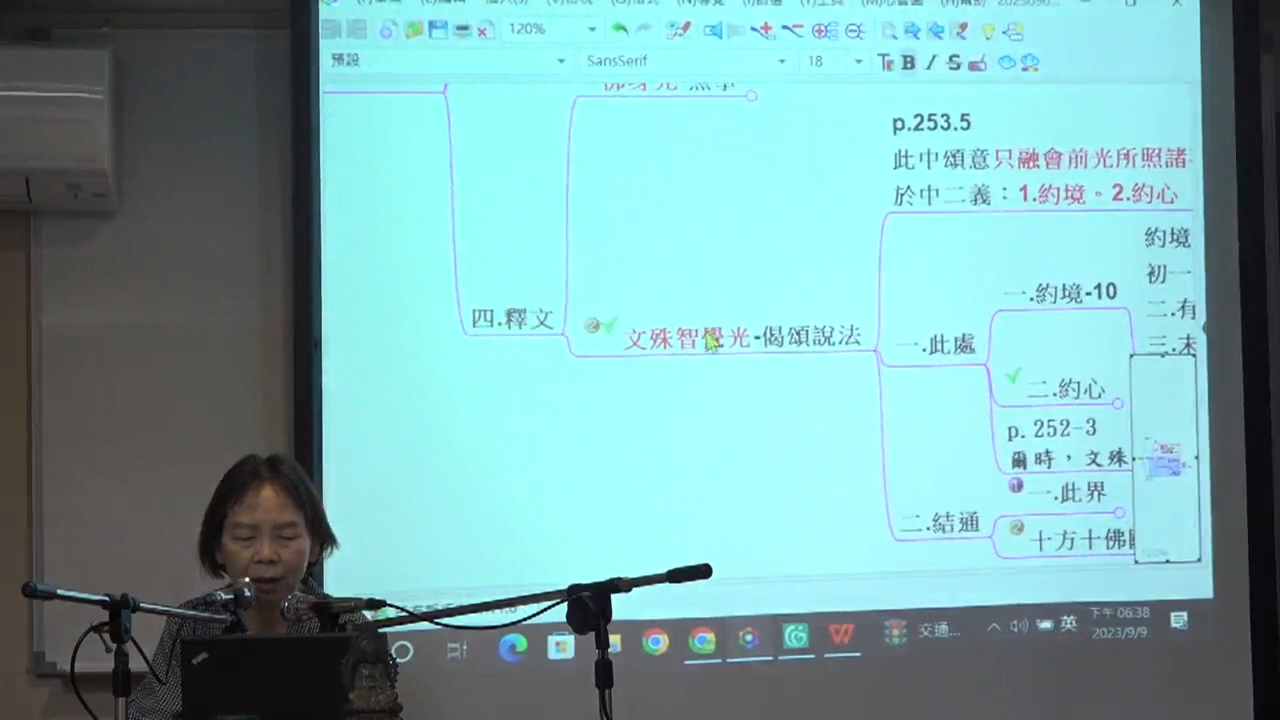 120%
預設
SansSerif
18
p.253.5
此中頌意只融會前光所照諸
於中二義：1.約境。2.約心
約境
初一
一.約境-10
二.有
四.釋文
文殊智覺光-偈頌說法
一.此處
三.末
二.約心
p. 252-3
爾時，文殊
一.此界
二.結通
十方十佛
交通...
英
下午 06:38
2023/9/9